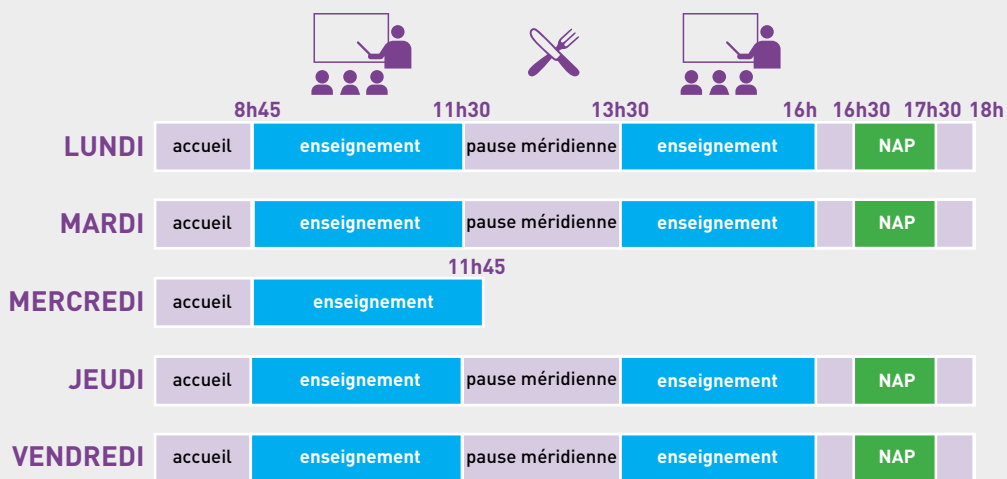 8h45 11h30 13h30 16h 16h30 17h30 18h
LUNDI accueil enseignement pause méridienne enseignement NAP
MARDI accueil enseignement pause méridienne enseignement NAP
11h45
MERCREDI accueil enseignement
JEUDI accueil enseignement pause méridienne enseignement NAP
VENDREDI accueil enseignement pause méridienne enseignement NAP